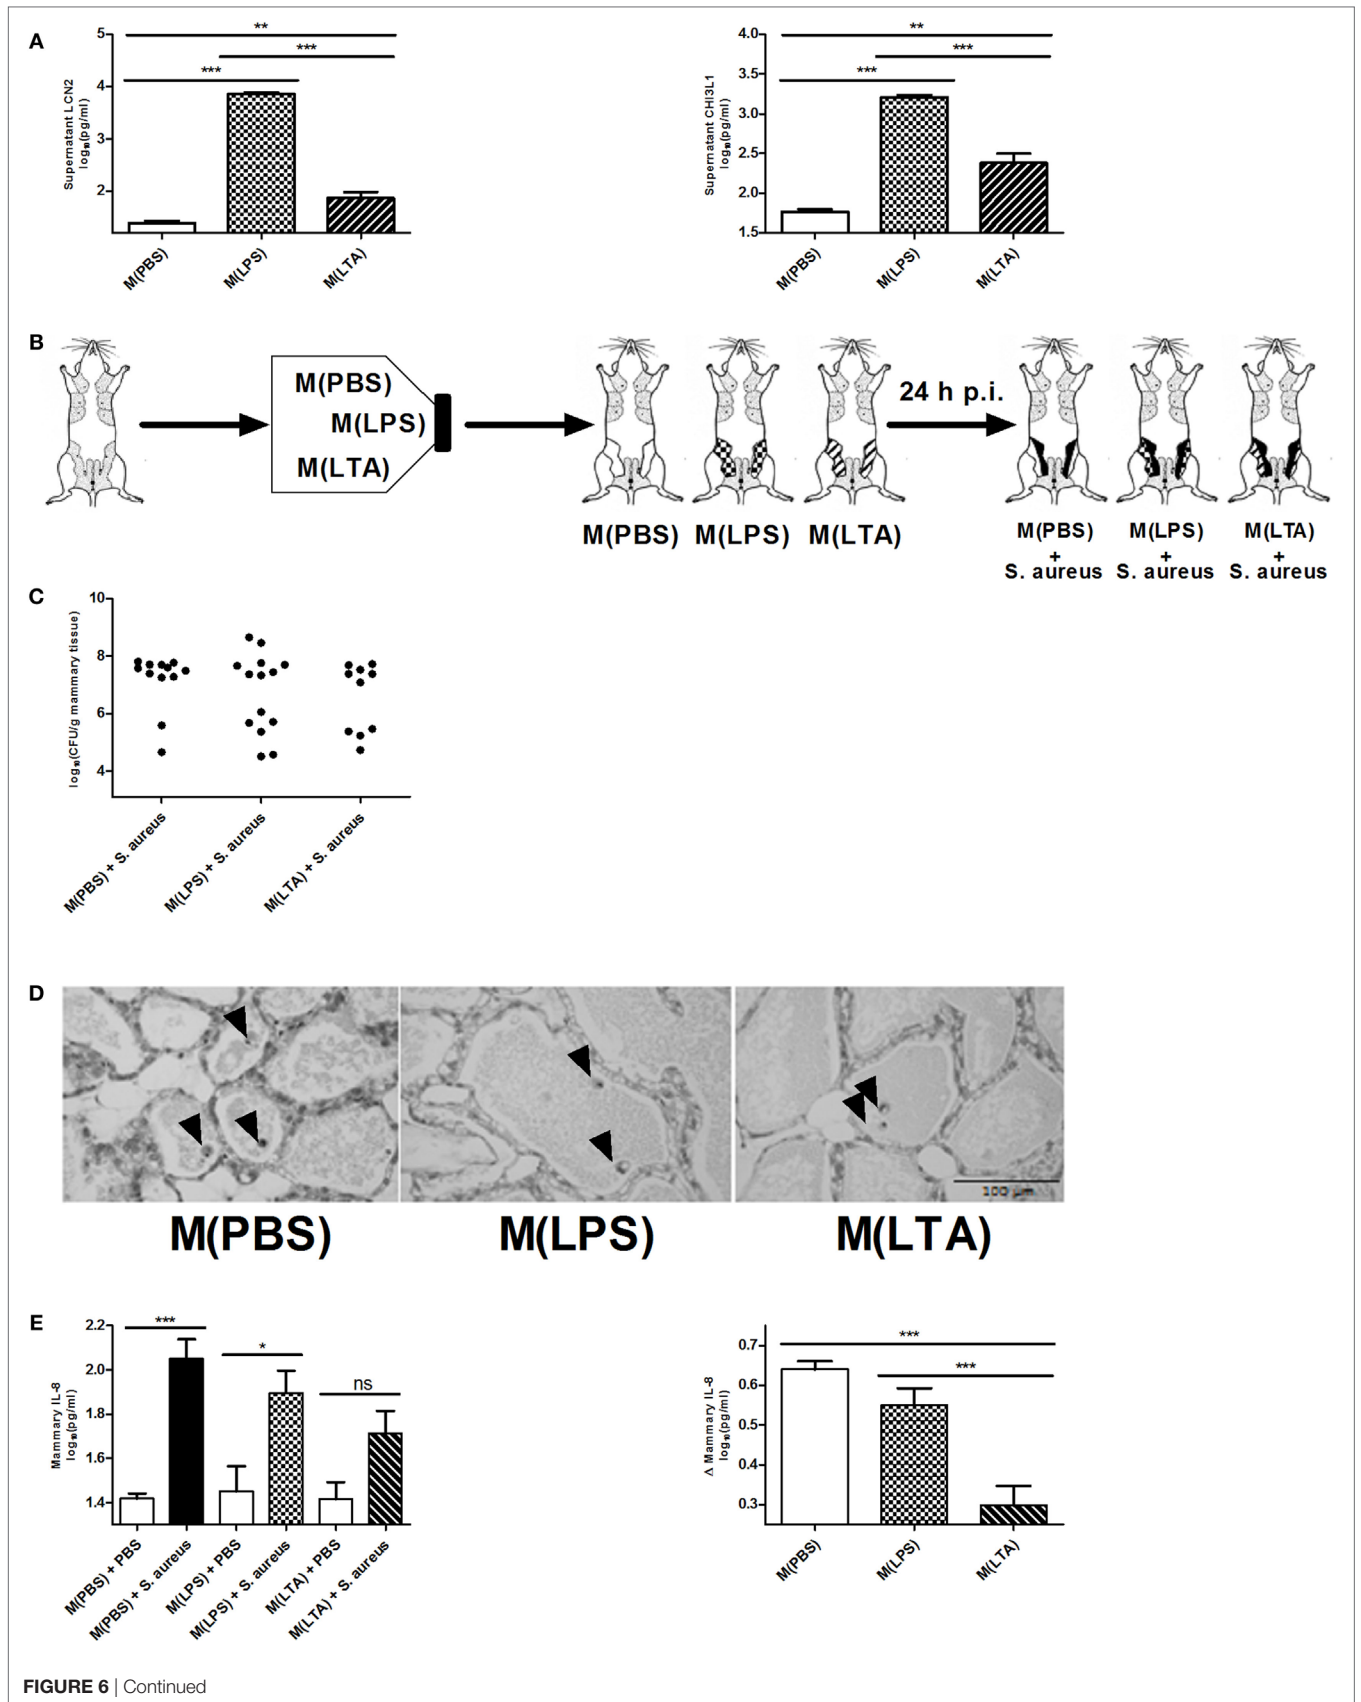 A
Supernatant LCN2
log₁₀(pg/ml)
5
4
3
2
**
***
***
M(PBS)
M(LPS)
M(LTA)
Supernatant CHI3L1
log₁₀(pg/ml)
4.0
3.5
3.0
2.5
2.0
1.5
**
***
***
M(PBS)
M(LPS)
M(LTA)
B
M(PBS)
M(LPS)
M(LTA)
M(PBS)
M(LPS)
M(LTA)
24 h p.i.
M(PBS)
+
S. aureus
M(LPS)
+
S. aureus
M(LTA)
+
S. aureus
C
log₁₀(CFU/g mammary tissue)
10
8
6
4
M(PBS) + S. aureus
M(LPS) + S. aureus
M(LTA) + S. aureus
D
100 µm
M(PBS)
M(LPS)
M(LTA)
E
Mammary IL-8
log₁₀(pg/ml)
2.2
2.0
1.8
1.6
1.4
***
*
ns
M(PBS) + PBS
M(PBS) + S. aureus
M(LPS) + PBS
M(LPS) + S. aureus
M(LTA) + PBS
M(LTA) + S. aureus
Δ Mammary IL-8
log₁₀(pg/ml)
0.7
0.6
0.5
0.4
0.3
***
***
M(PBS)
M(LPS)
M(LTA)
FIGURE 6 | Continued